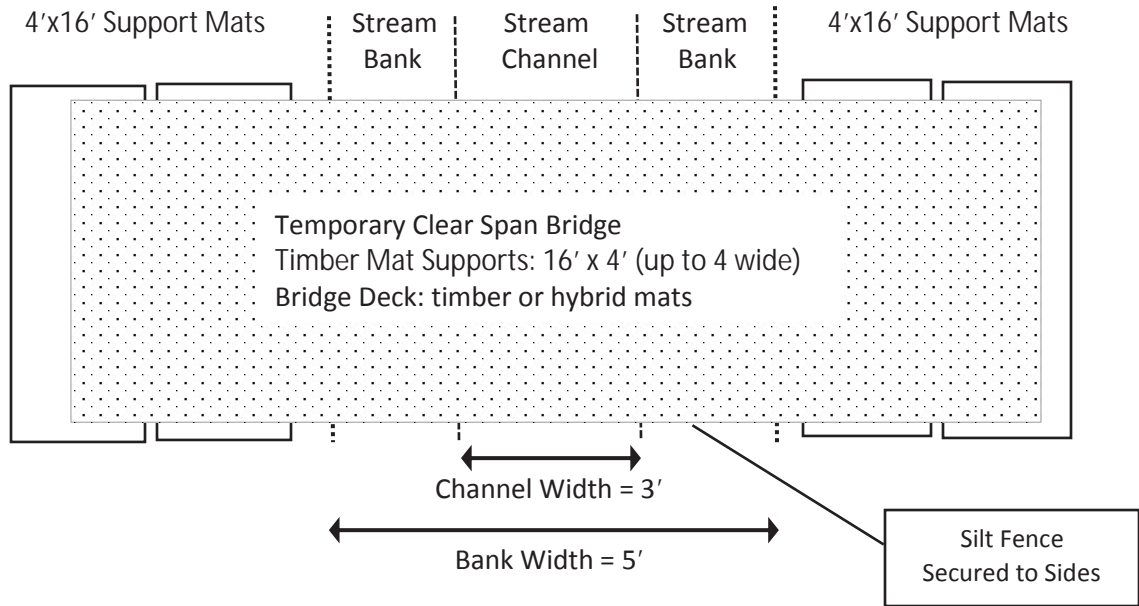 4′x16′ Support Mats
Stream
Bank
Stream
Channel
Stream
Bank
4′x16′ Support Mats
Temporary Clear Span Bridge
Timber Mat Supports: 16′ x 4′ (up to 4 wide)
Bridge Deck: timber or hybrid mats
Channel Width = 3′
Bank Width = 5′
Silt Fence
Secured to Sides